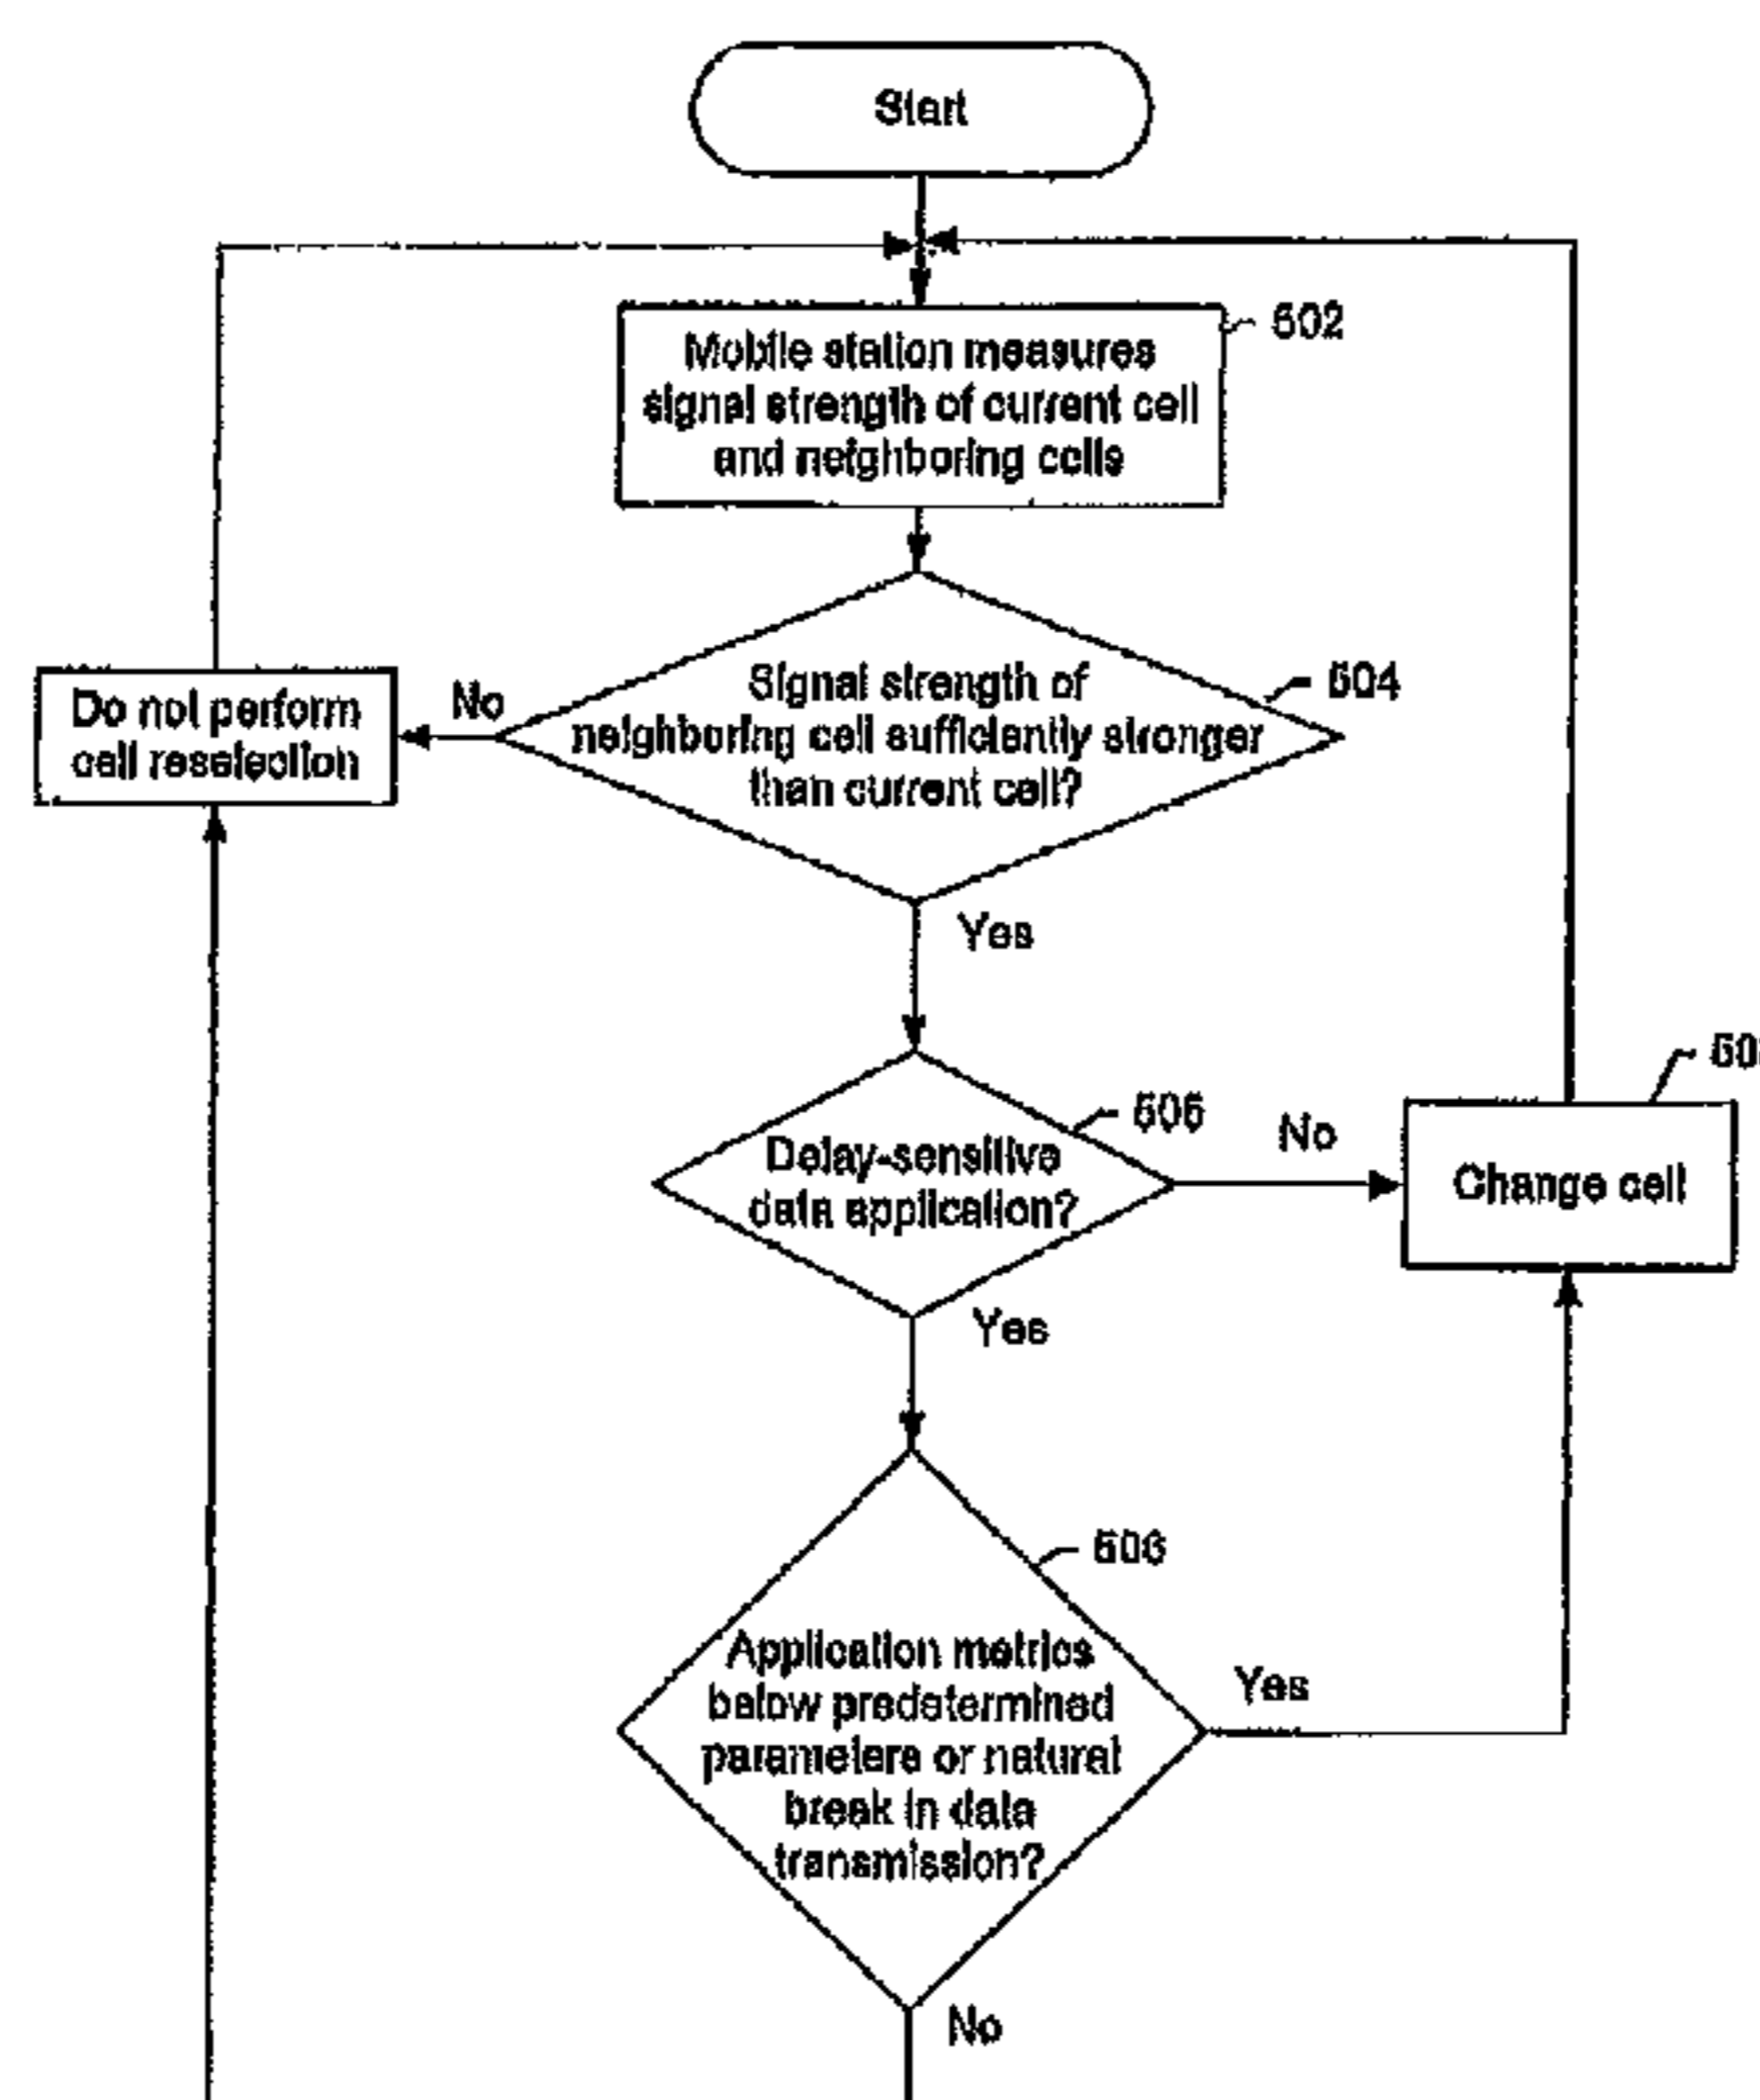 Start
502
Mobile station measures
signal strength of current cell
and neighboring cells
504
Signal strength of
neighboring cell sufficiently stronger
than current cell?
No
Do not perform
cell reselection
Yes
505
Delay-sensitive
data application?
No
Change cell
Yes
506
Application metrics
below predetermined
parameters or natural
break in data
transmission?
Yes
No